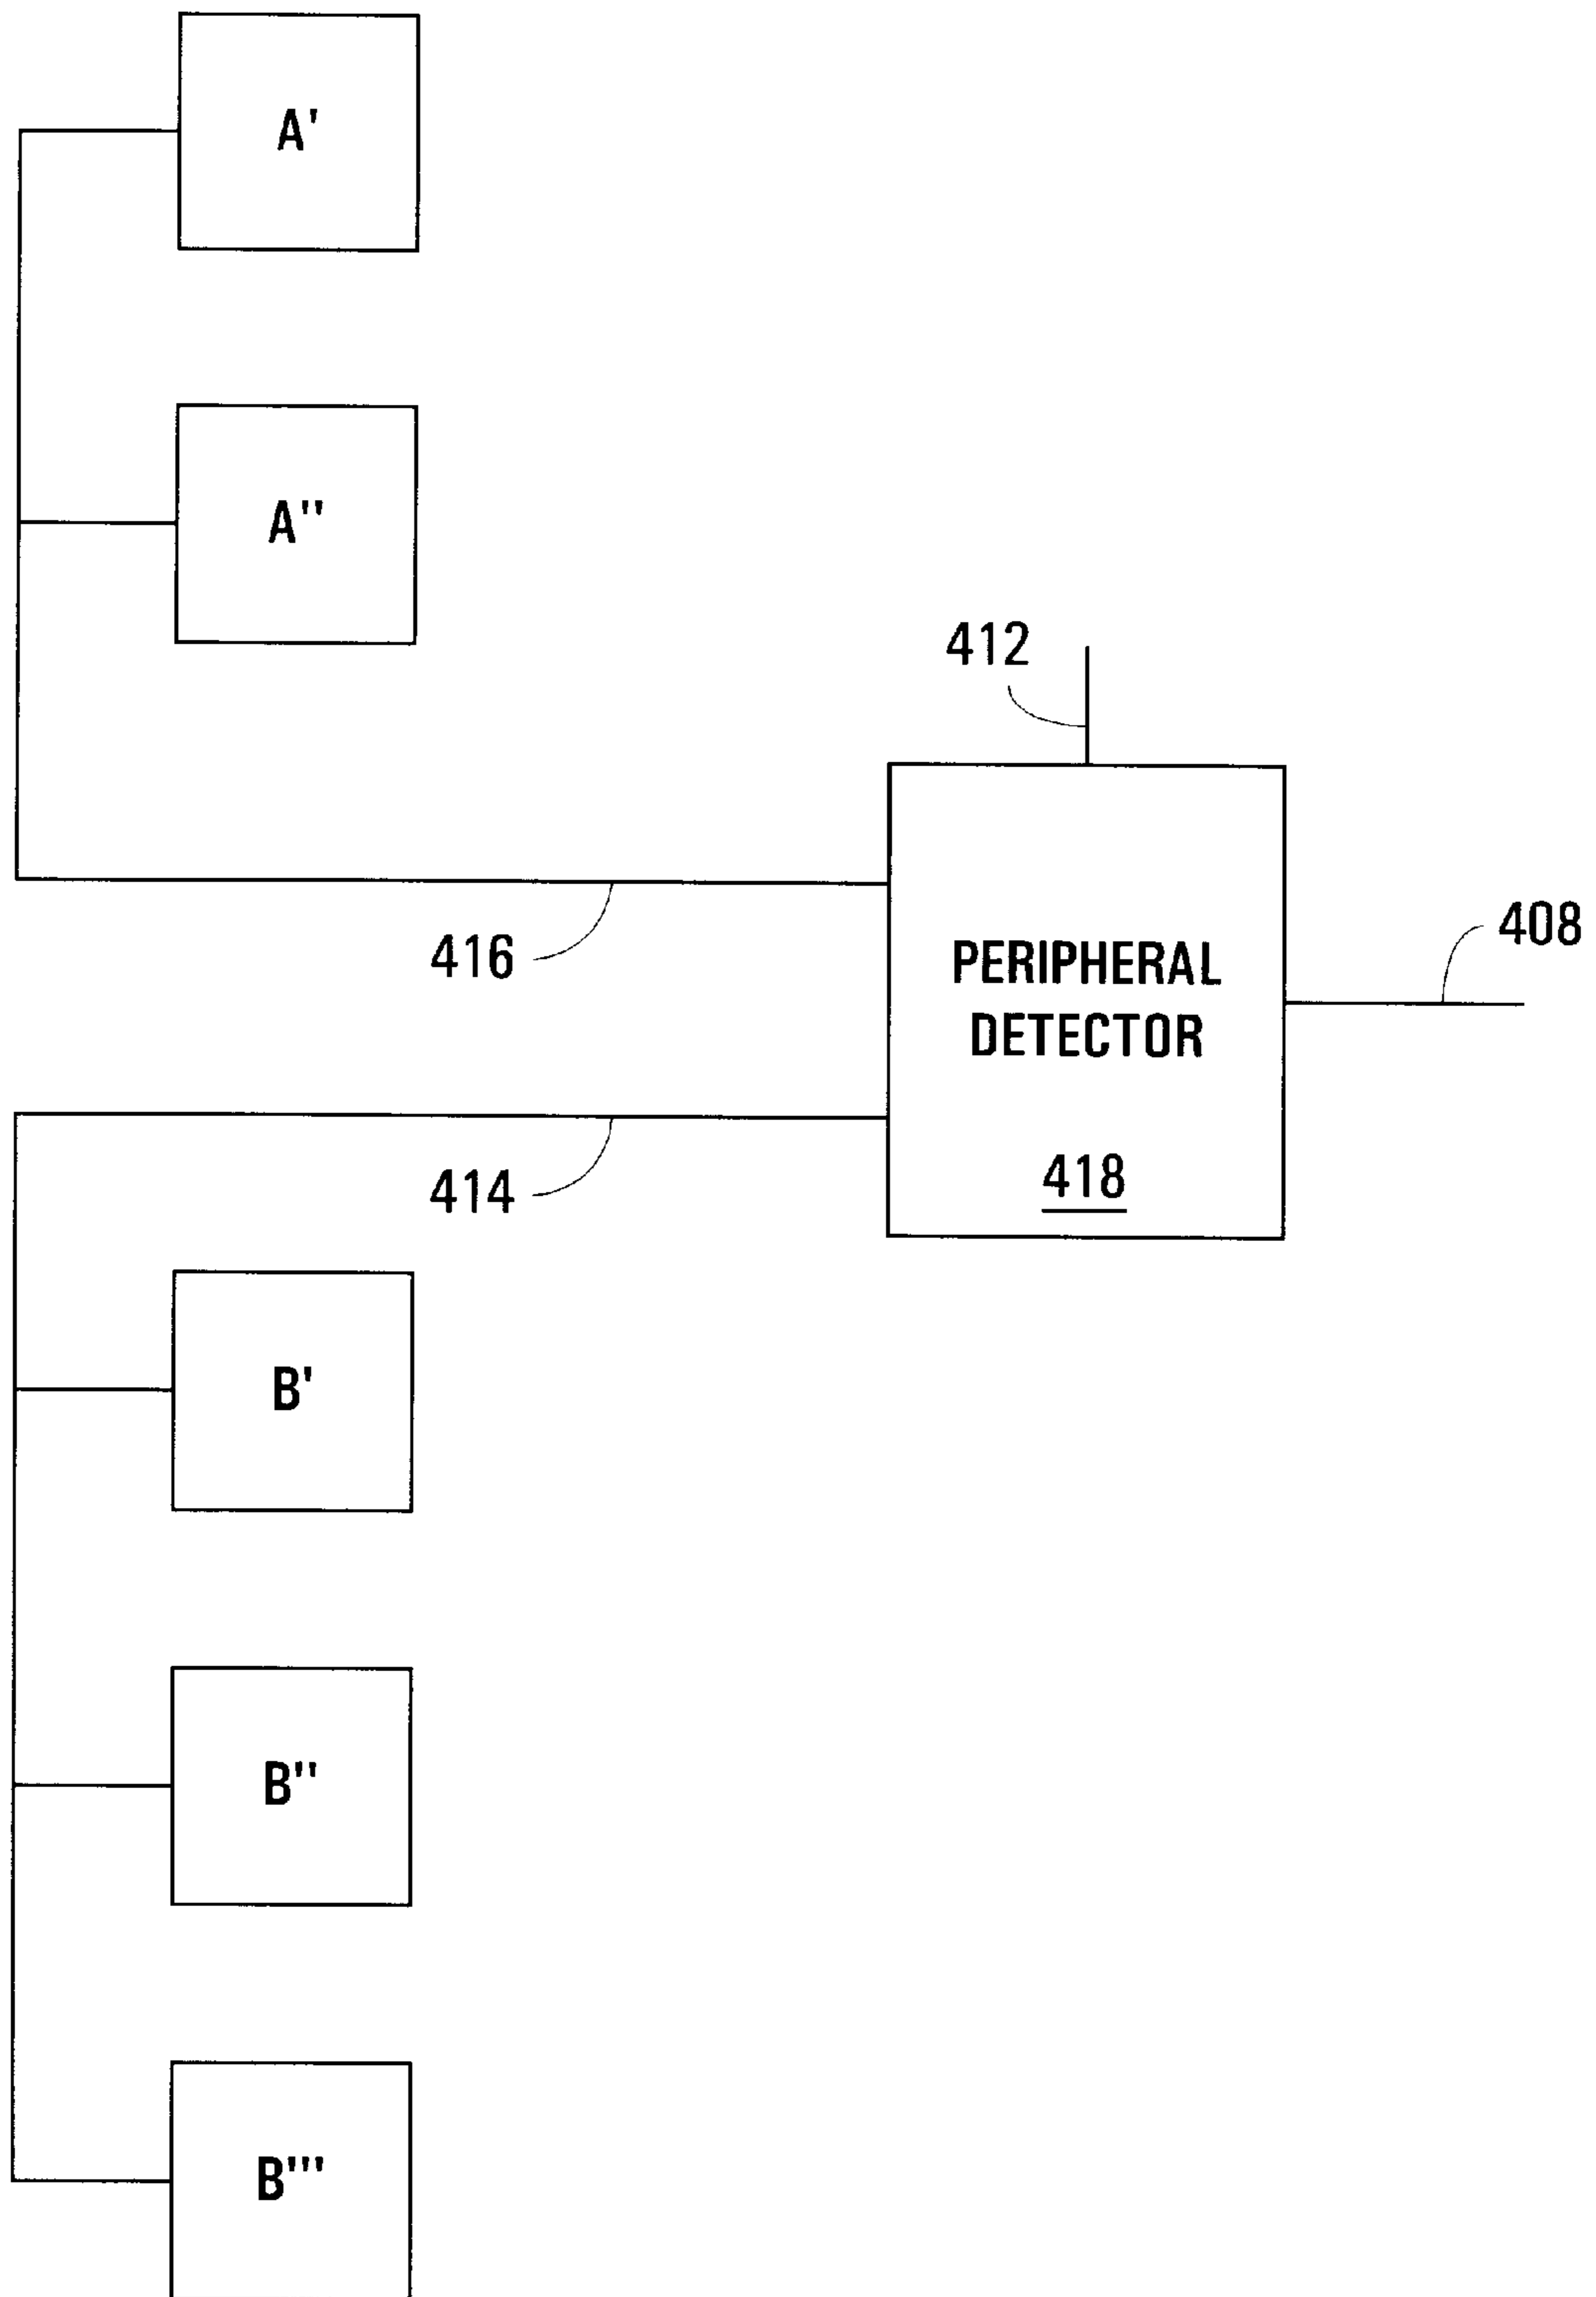 A'
A''
412
416
408
PERIPHERAL
DETECTOR
418
414
B'
B''
B'''